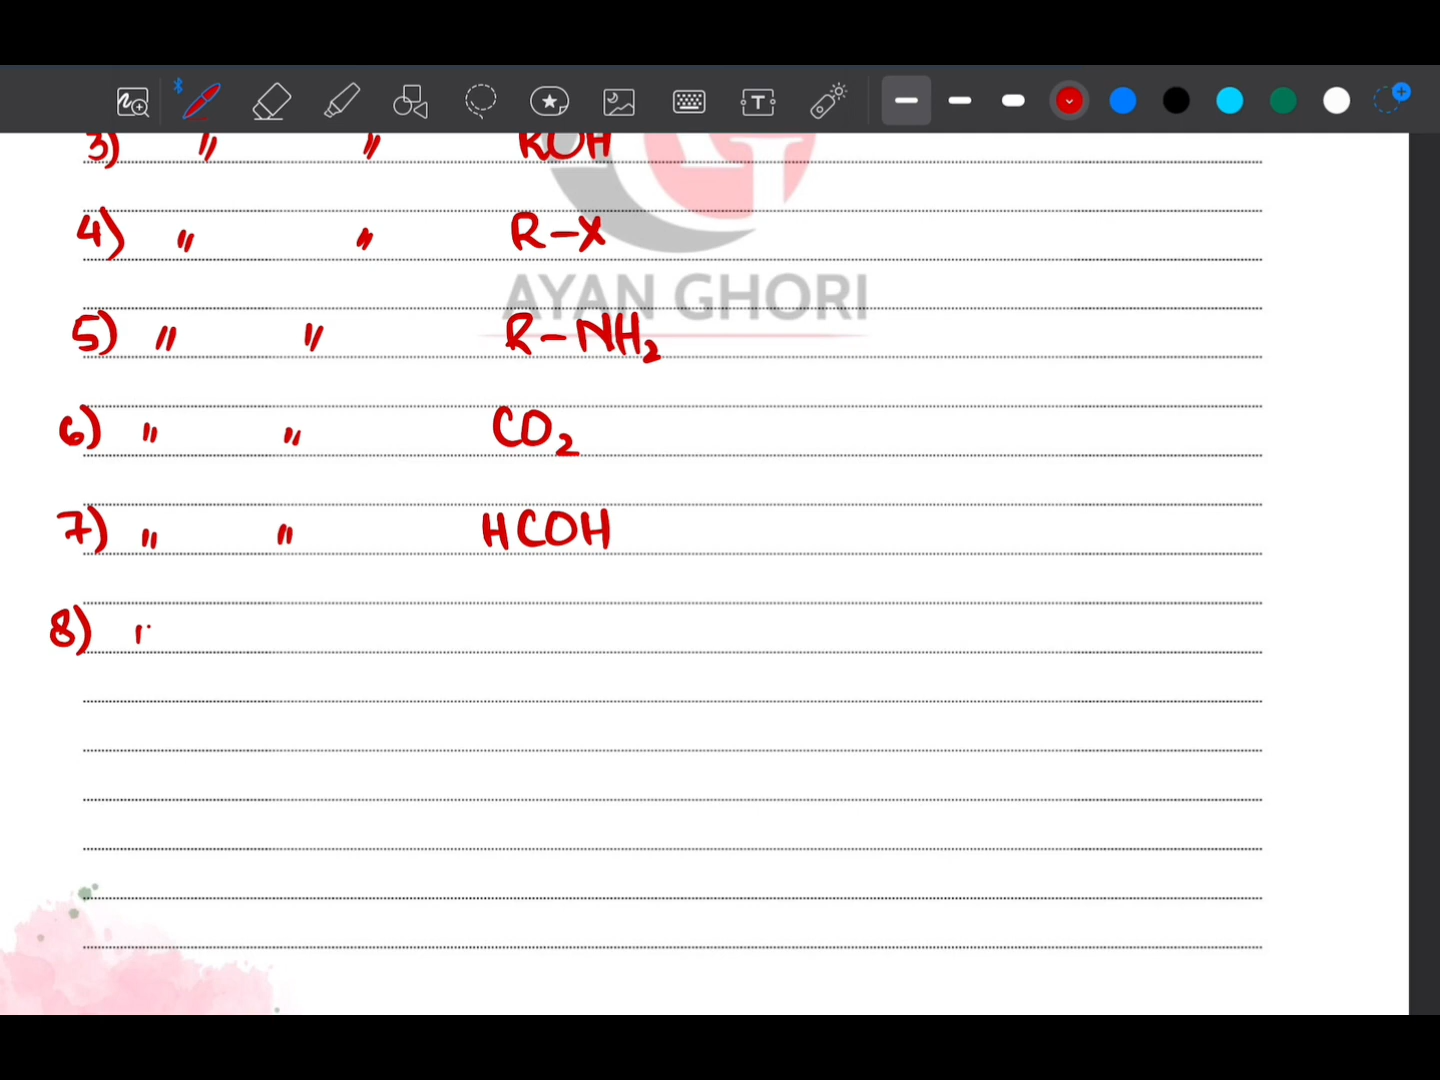 3) " " ROH
4) " " R-X
AYAN GHORI
5) " " R-NH₂
6) " " CO₂
7) " " HCOH
8)